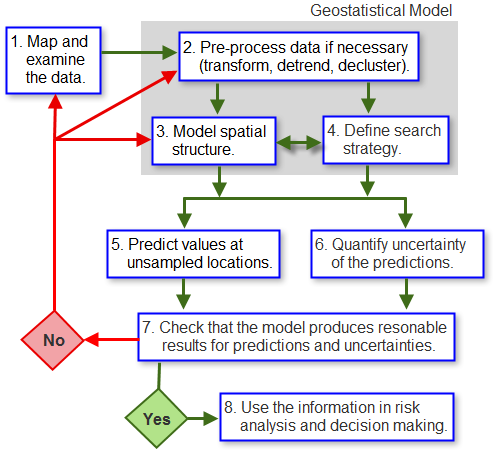 Geostatistical Model
1. Map and
examine
the data.
2. Pre-process data if necessary
(transform, detrend, decluster).
3. Model spatial
structure.
4. Define search
strategy.
5. Predict values at
unsampled locations.
6. Quantify uncertainty
of the predictions.
7. Check that the model produces resonable
results for predictions and uncertainties.
No
Yes
8. Use the information in risk
analysis and decision making.